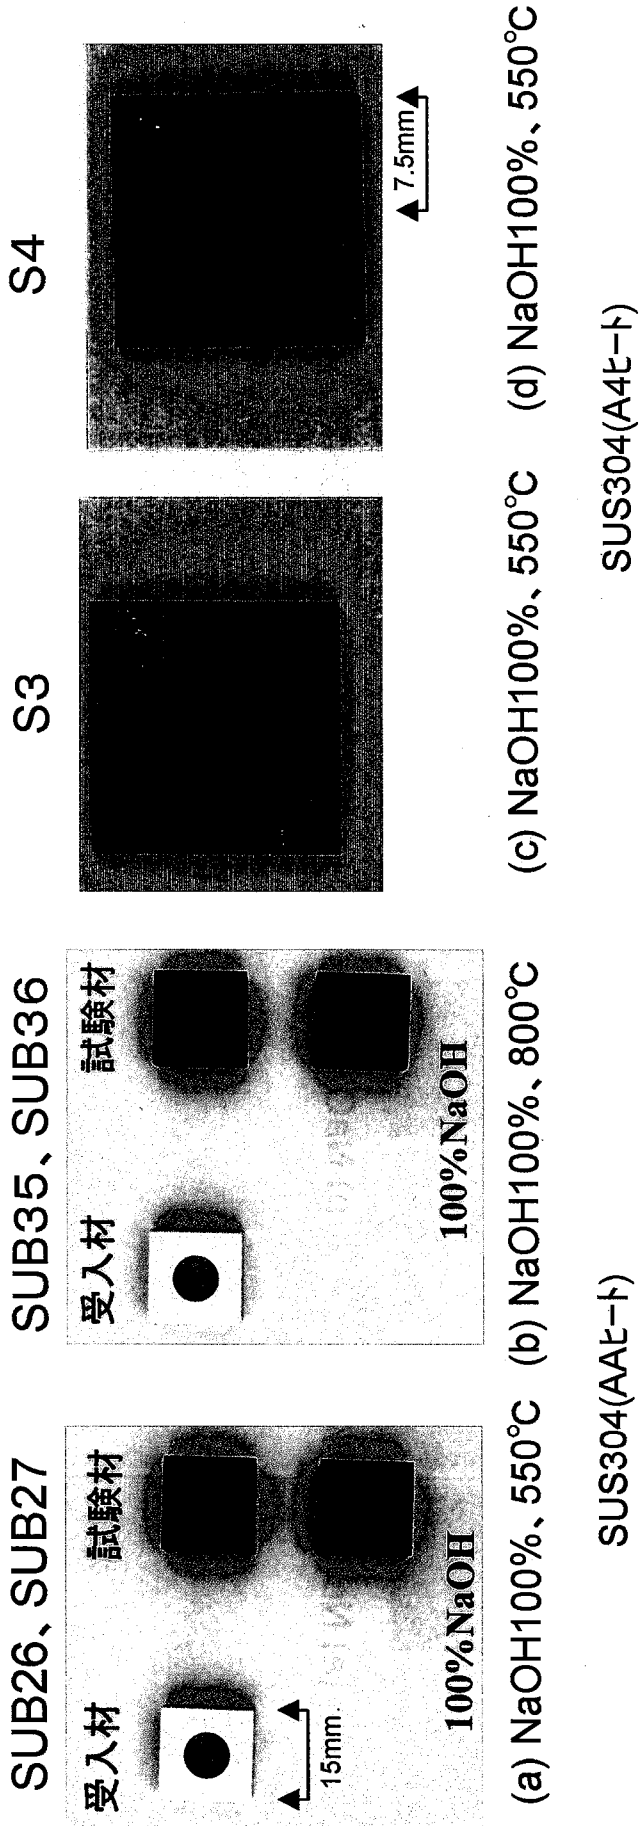 SUB26、SUB27
受入材
試験材
15mm.
100%NaOH
(a) NaOH100%、550℃
SUB35、SUB36
受入材
試験材
100%NaOH
(b) NaOH100%、800℃
SUS304(AAヒート)
S3
(c) NaOH100%、550℃
S4
7.5mm
(d) NaOH100%、550℃
SUS304(A4ヒート)